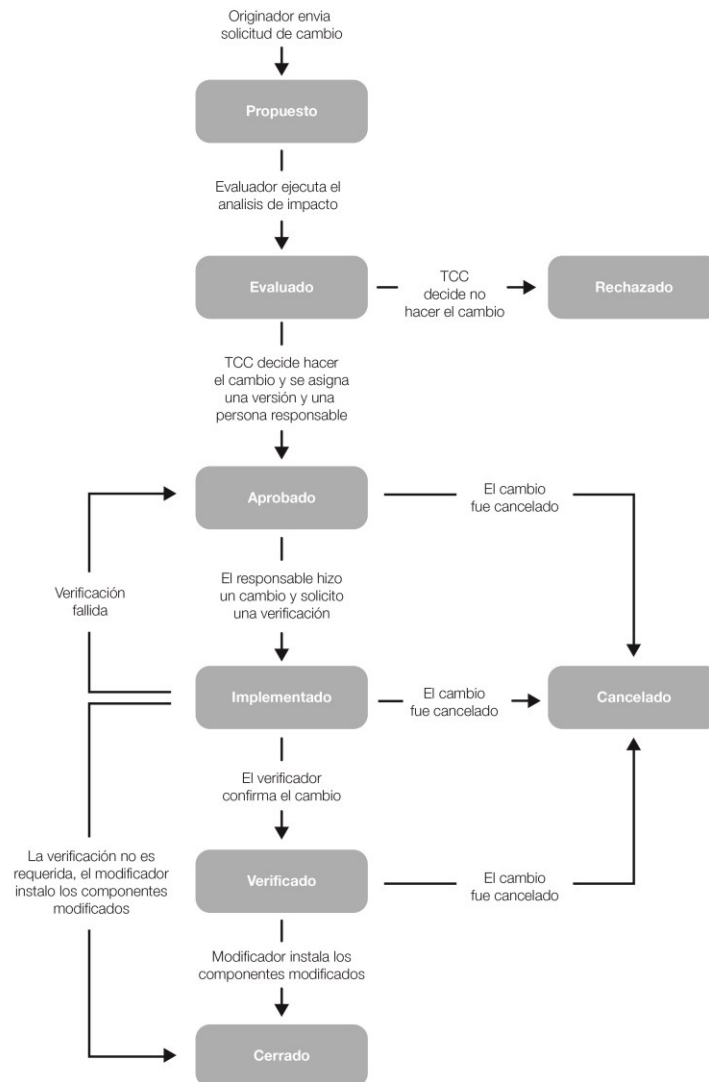 Originador envia
solicitud de cambio
Propuesto
Evaluador ejecuta el
analisis de impacto
Evaluado
TCC
decide no
hacer el cambio
Rechazado
TCC decide hacer
el cambio y se asigna
una versión y una
persona responsable
Aprobado
El cambio
fue cancelado
Verificación
fallida
El responsable hizo
un cambio y solicito
una verificación
Implementado
El cambio
fue cancelado
Cancelado
El verificador
confirma el cambio
La verificación no es
requerida, el modificador
instalo los componentes
modificados
Verificado
El cambio
fue cancelado
Modificador instala los
componentes modificados
Cerrado